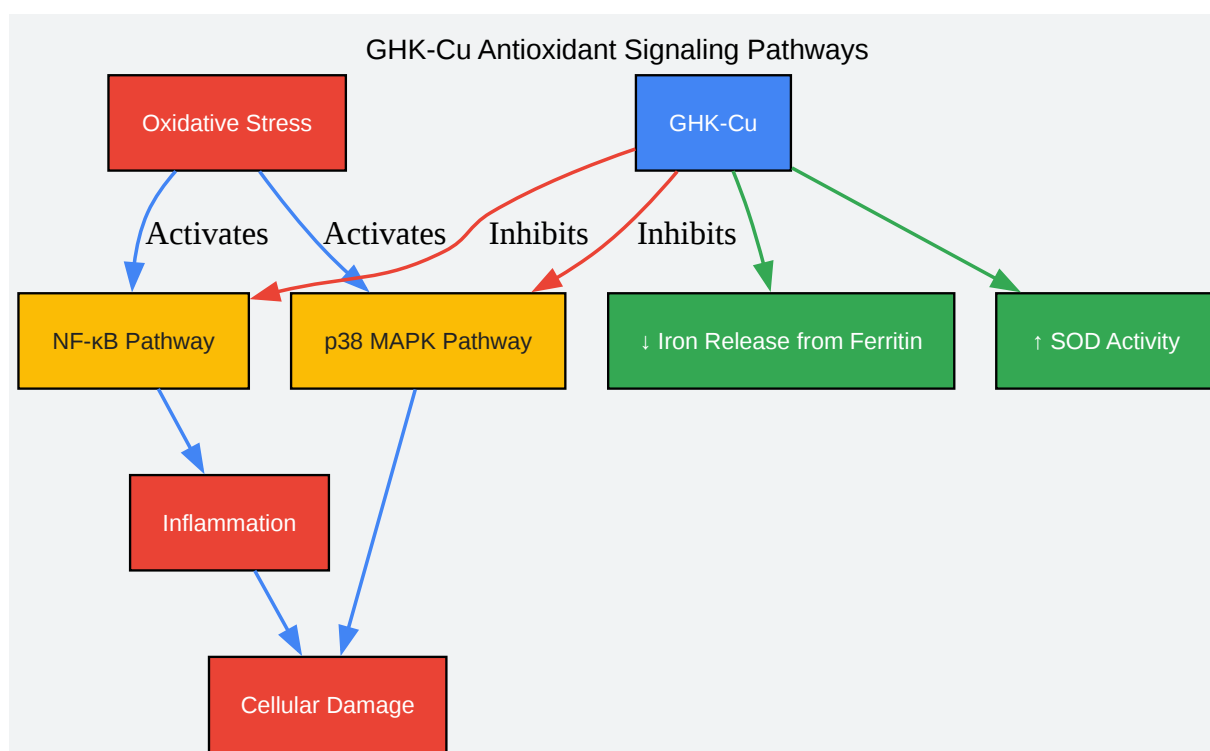 GHK-Cu Antioxidant Signaling Pathways
Oxidative Stress
GHK-Cu
Activates
Activates
Inhibits
Inhibits
NF-κB Pathway
p38 MAPK Pathway
↓ Iron Release from Ferritin
↑ SOD Activity
Inflammation
Cellular Damage